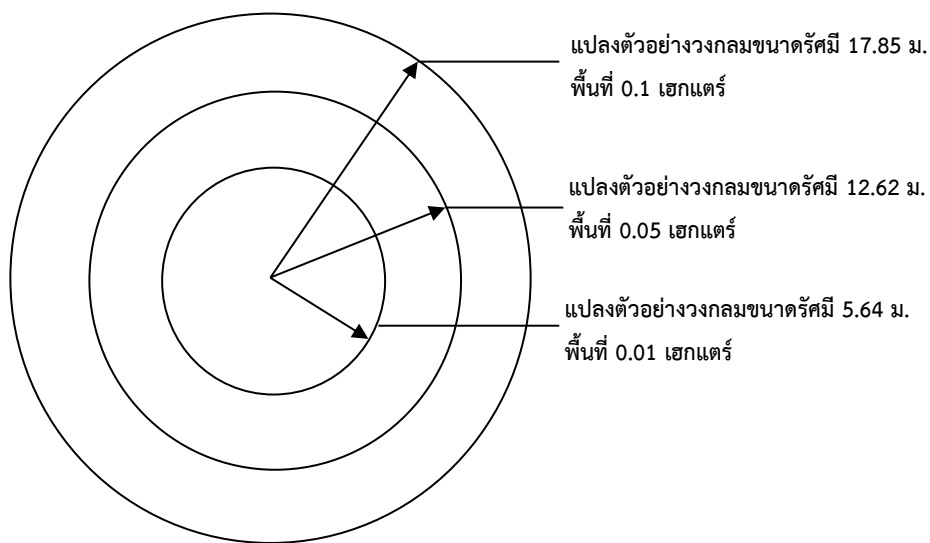 แปลงตัวอย่างวงกลมขนาดรัศมี 17.85 ม.
พื้นที่ 0.1 เฮกแตร์
แปลงตัวอย่างวงกลมขนาดรัศมี 12.62 ม.
พื้นที่ 0.05 เฮกแตร์
แปลงตัวอย่างวงกลมขนาดรัศมี 5.64 ม.
พื้นที่ 0.01 เฮกแตร์